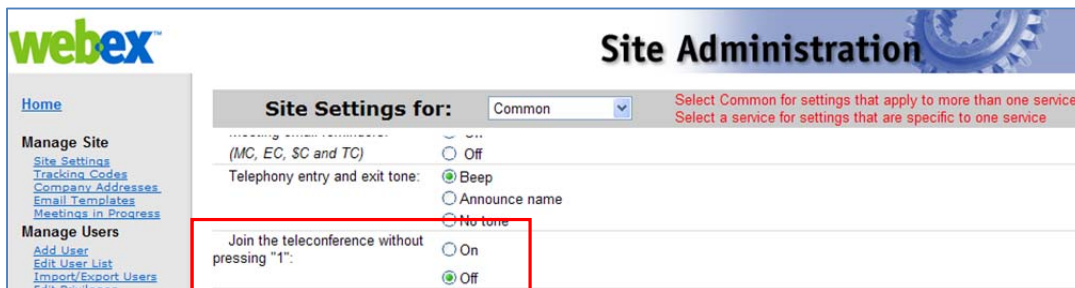 webex™
Site Administration
Home
Site Settings for:
Common
Select Common for settings that apply to more than one service
Select a service for settings that are specific to one service
Manage Site
Site Settings
Tracking Codes
Company Addresses
Email Templates
Meetings in Progress
Manage Users
Add User
Edit User List
Import/Export Users
(MC, EC, SC and TC)
Off
Telephony entry and exit tone:
Beep
Announce name
No tone
Join the teleconference without
pressing "1":
On
Off